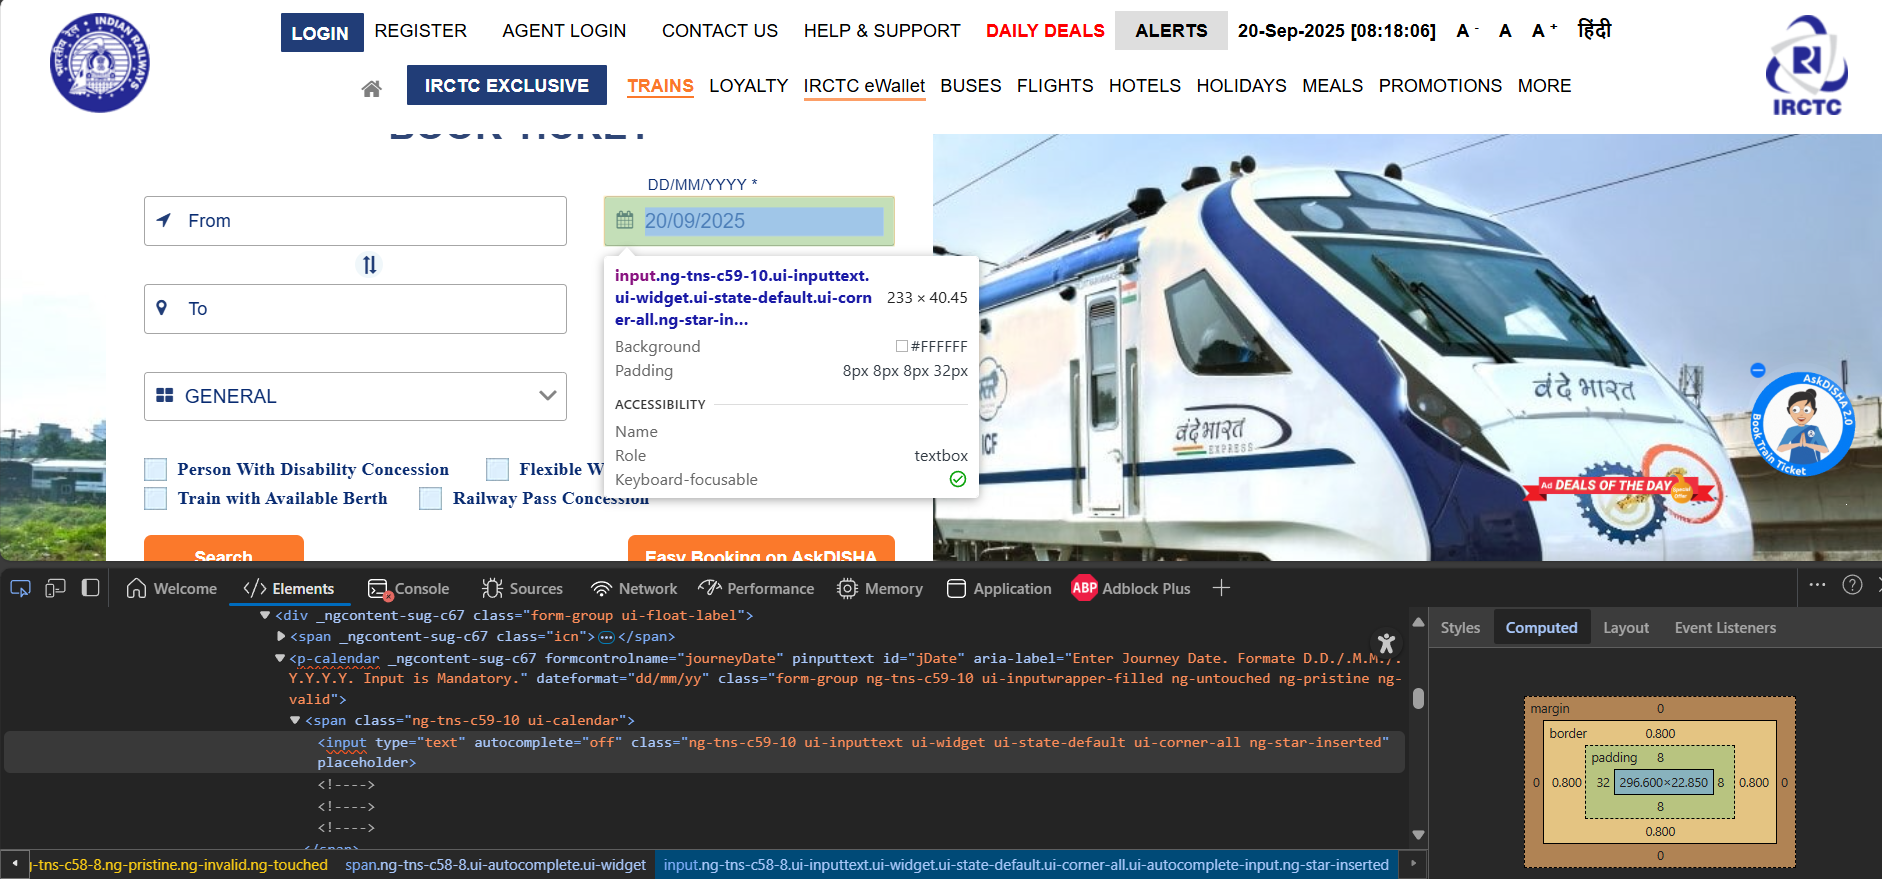 LOGIN REGISTER AGENT LOGIN CONTACT US HELP & SUPPORT DAILY DEALS ALERTS 20-Sep-2025 [08:18:06] A - A A + हिंदी
INDIAN RAILWAYS
भारतीय रेल
IRCTC EXCLUSIVE TRAINS LOYALTY IRCTC eWallet BUSES FLIGHTS HOTELS HOLIDAYS MEALS PROMOTIONS MORE
IRCTC
BOOK TICKET
DD/MM/YYYY *
From
20/09/2025
To
GENERAL
input.ng-tns-c59-10.ui-inputtext.
ui-widget.ui-state-default.ui-corn 233 × 40.45
er-all.ng-star-in...
Background #FFFFFF
Padding 8px 8px 8px 32px
ACCESSIBILITY
Name
Role textbox
Keyboard-focusable
Person With Disability Concession Flexible W
Train with Available Berth Railway Pass Concession
Search Easy Booking on AskDISHA
ICF
वंदे भारत
EXPRESS
वंदे भारत
AskDISHA 2.0
Book Train Ticket
Ad DEALS OF THE DAY
Special
Offer
Welcome </> Elements Console Sources Network Performance Memory Application ABP Adblock Plus
<div _ngcontent-sug-c67 class="form-group ui-float-label">
<span _ngcontent-sug-c67 class="icn">…</span>
<p-calendar _ngcontent-sug-c67 formcontrolname="journeyDate" pinputtext id="jDate" aria-label="Enter Journey Date. Formate D.D./.M.M./.
Y.Y.Y.Y. Input is Mandatory." dateformat="dd/mm/yy" class="form-group ng-tns-c59-10 ui-inputwrapper-filled ng-untouched ng-pristine ng-
valid">
<span class="ng-tns-c59-10 ui-calendar">
<input type="text" autocomplete="off" class="ng-tns-c59-10 ui-inputtext ui-widget ui-state-default ui-corner-all ng-star-inserted"
placeholder>
<!---->
<!---->
<!---->
</span>
-tns-c58-8.ng-pristine.ng-invalid.ng-touched span.ng-tns-c58-8.ui-autocomplete.ui-widget input.ng-tns-c58-8.ui-inputtext.ui-widget.ui-state-default.ui-corner-all.ui-autocomplete-input.ng-star-inserted
Styles Computed Layout Event Listeners
margin 0
border 0.800
padding 8
0 0.800 32 296.600×22.850 8 0.800 0
8
0.800
0